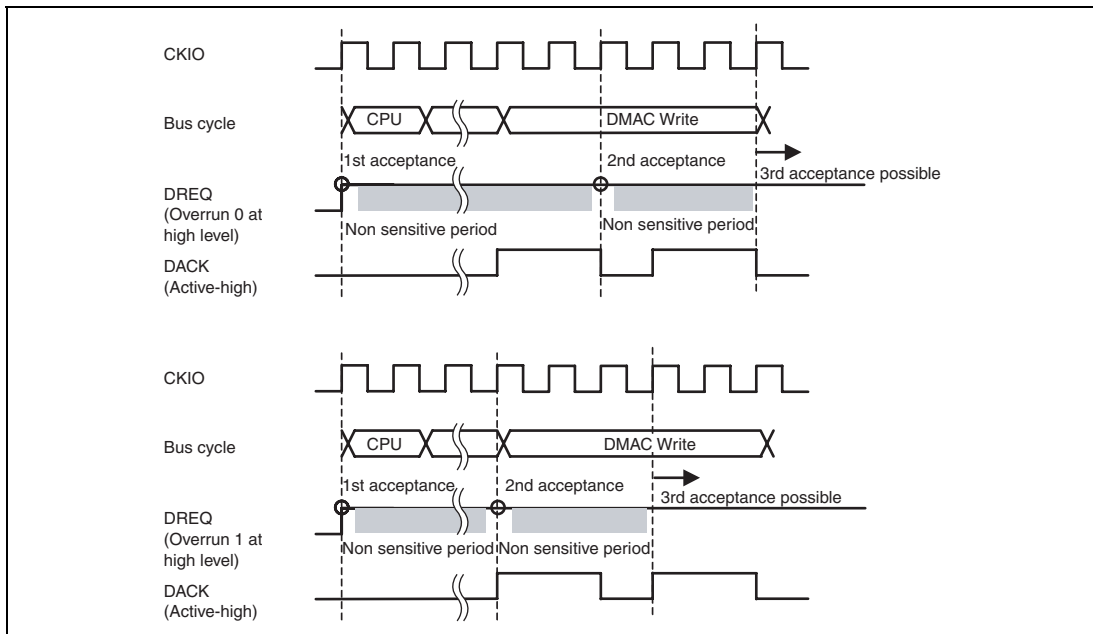 CKIO
Bus cycle
CPU
DMAC Write
1st acceptance
2nd acceptance
3rd acceptance possible
DREQ
(Overrun 0 at
high level)
Non sensitive period
Non sensitive period
DACK
(Active-high)
CKIO
Bus cycle
CPU
DMAC Write
1st acceptance
2nd acceptance
3rd acceptance possible
DREQ
(Overrun 1 at
high level)
Non sensitive period
Non sensitive period
DACK
(Active-high)